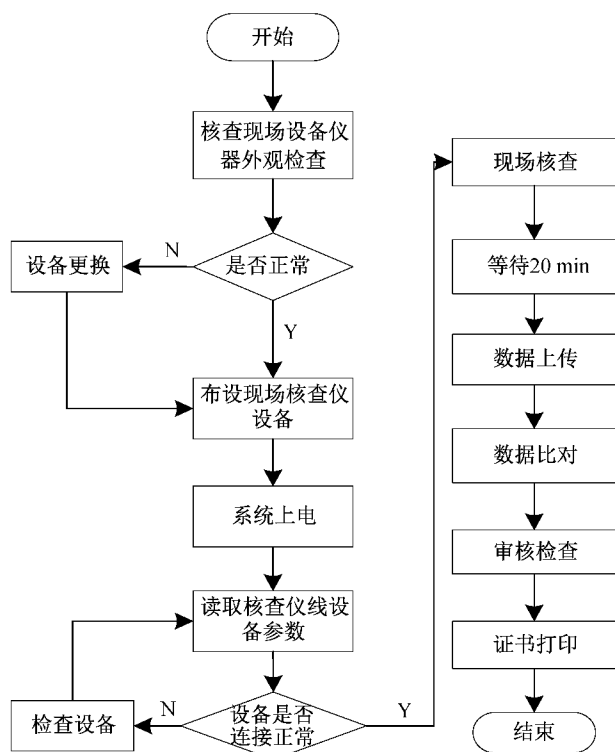 开始
核查现场设备仪
器外观检查
是否正常
N
设备更换
Y
布设现场核查仪
设备
系统上电
读取核查仪线设
备参数
设备是否
连接正常
N
检查设备
Y
现场核查
等待20 min
数据上传
数据比对
审核检查
证书打印
结束